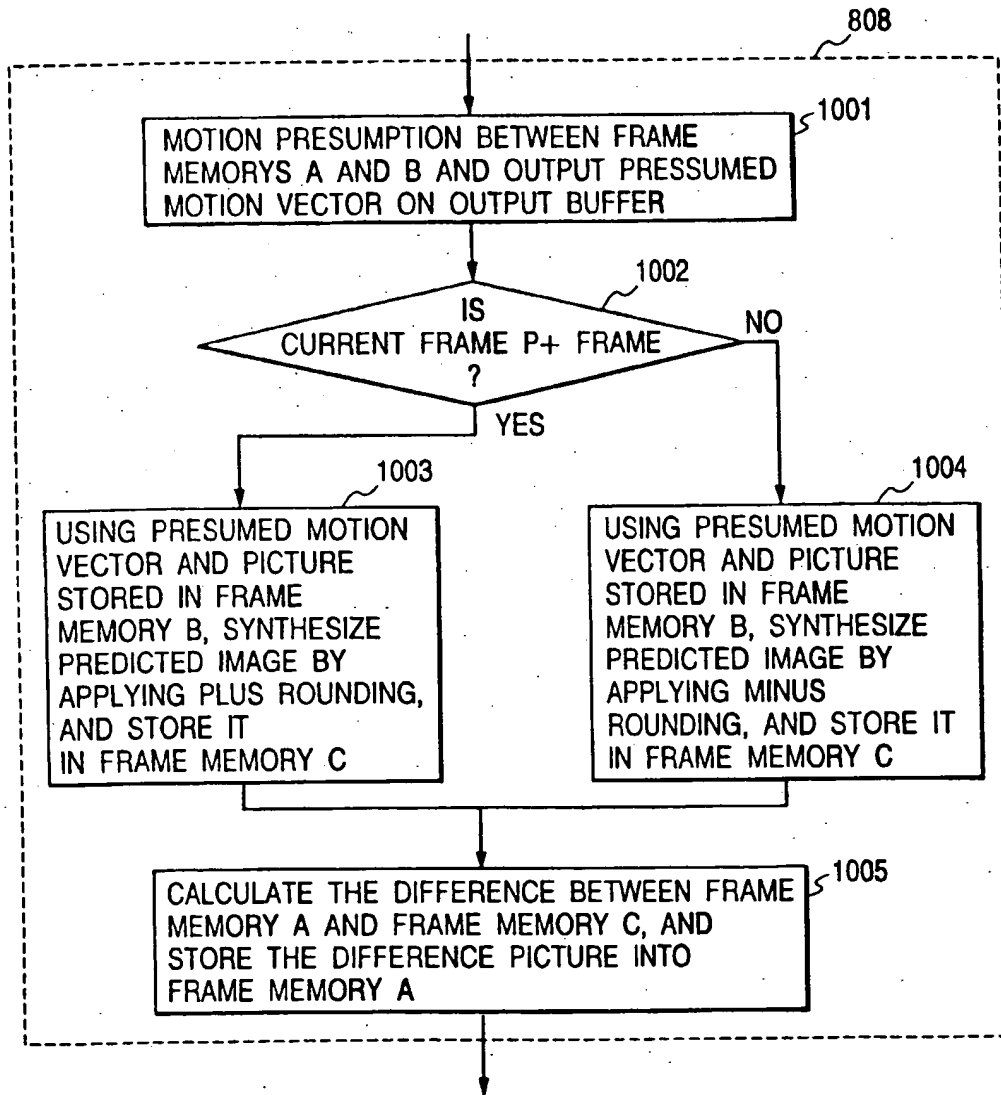 808
1001
MOTION PRESUMPTION BETWEEN FRAME
MEMORYS A AND B AND OUTPUT PRESSUMED
MOTION VECTOR ON OUTPUT BUFFER
1002
IS
CURRENT FRAME P+ FRAME
?
NO
YES
1003
USING PRESUMED MOTION
VECTOR AND PICTURE
STORED IN FRAME
MEMORY B, SYNTHESIZE
PREDICTED IMAGE BY
APPLYING PLUS ROUNDING,
AND STORE IT
IN FRAME MEMORY C
1004
USING PRESUMED MOTION
VECTOR AND PICTURE
STORED IN FRAME
MEMORY B, SYNTHESIZE
PREDICTED IMAGE BY
APPLYING MINUS
ROUNDING, AND STORE IT
IN FRAME MEMORY C
1005
CALCULATE THE DIFFERENCE BETWEEN FRAME
MEMORY A AND FRAME MEMORY C, AND
STORE THE DIFFERENCE PICTURE INTO
FRAME MEMORY A